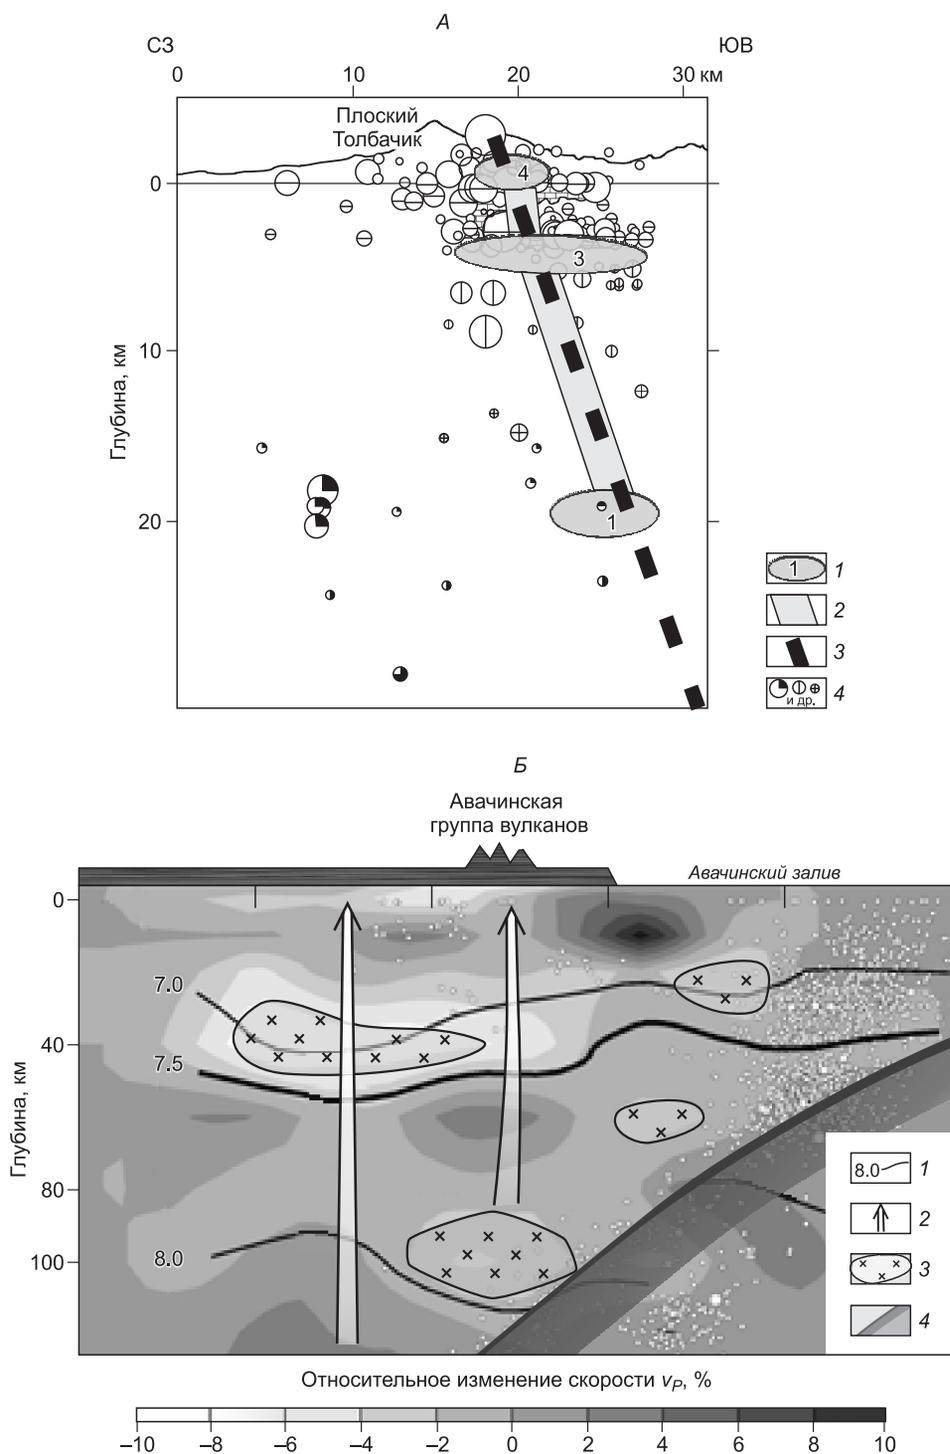 А
СЗ
ЮВ
0
10
20
30 км
Плоский
Толбачик
0
10
20
Глубина, км
4
3
1
1 1
2
3
и др. 4
Б
Авачинская
группа вулканов
Авачинский залив
0
40
80
100
Глубина, км
7.0
7.5
8.0
8.0 1
2
3
4
Относительное изменение скорости vP, %
–10 –8 –6 –4 –2 0 2 4 6 8 10